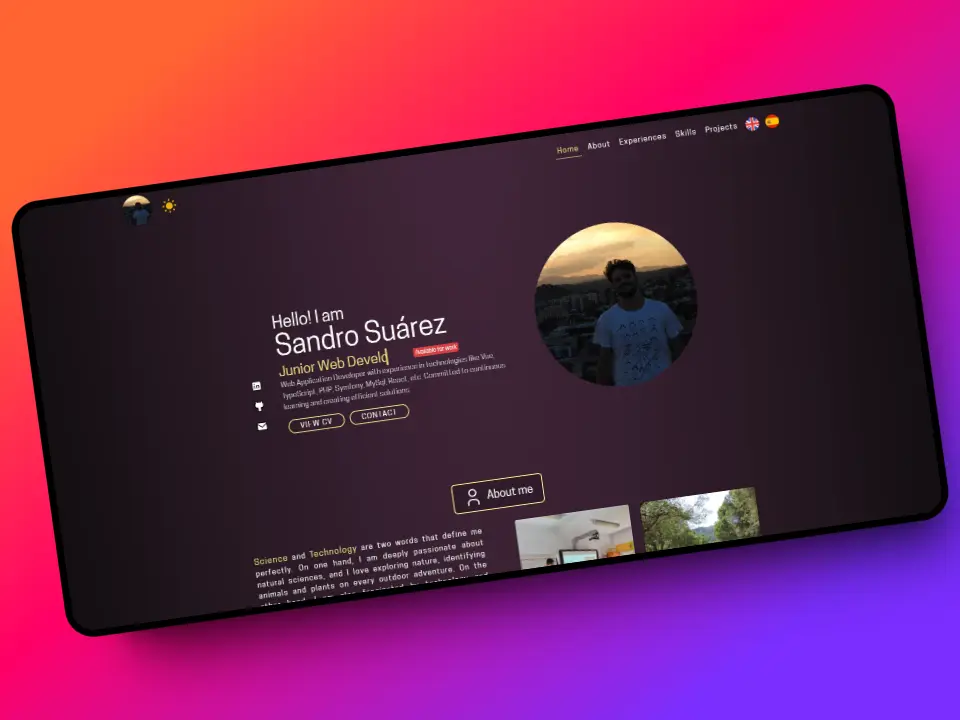 Home About Experiences Skills Projects
Hello! I am
Sandro Suárez
Junior Web Develo
Available for work
Web Application Developer with experience in technologies like Vue,
TypeScript, PHP, Symfony, MySql, React, etc. Committed to continuous
learning and creating efficient solutions.
VIEW CV CONTACT
About me
Science and Technology are two words that define me
perfectly. On one hand, I am deeply passionate about
natural sciences, and I love exploring nature, identifying
animals and plants on every outdoor adventure. On the